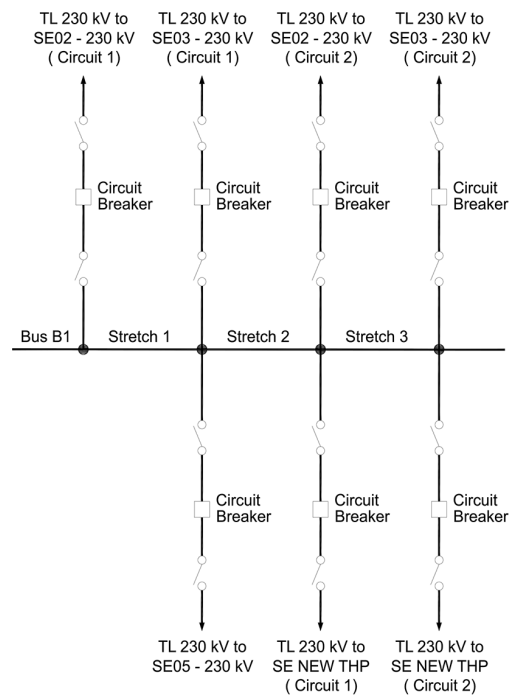 TL 230 kV to
SE02 - 230 kV
( Circuit 1)
TL 230 kV to
SE03 - 230 kV
( Circuit 1)
TL 230 kV to
SE02 - 230 kV
( Circuit 2)
TL 230 kV to
SE03 - 230 kV
( Circuit 2)
Circuit
Breaker
Circuit
Breaker
Circuit
Breaker
Circuit
Breaker
Bus B1
Stretch 1
Stretch 2
Stretch 3
Circuit
Breaker
Circuit
Breaker
Circuit
Breaker
TL 230 kV to
SE05 - 230 kV
TL 230 kV to
SE NEW THP
( Circuit 1)
TL 230 kV to
SE NEW THP
( Circuit 2)